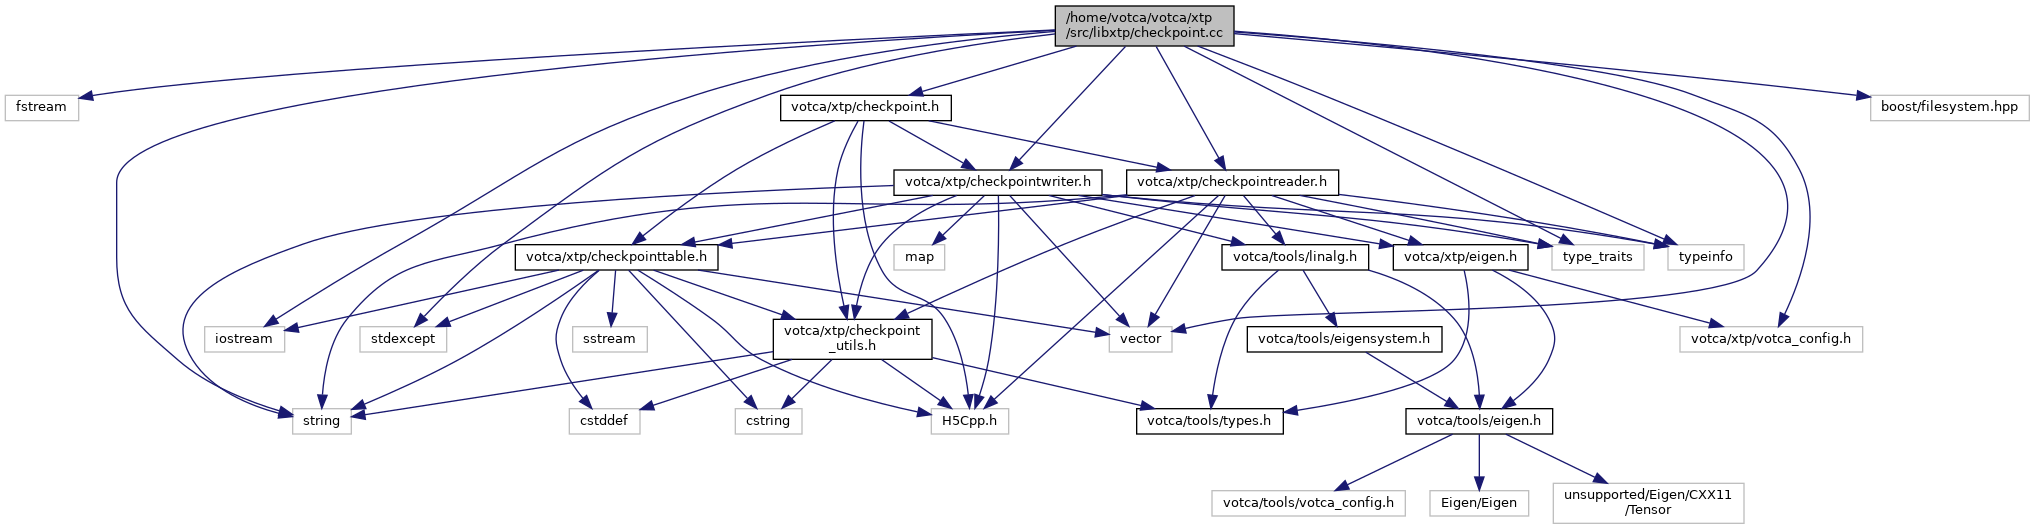 /home/votca/votca/xtp
/src/libxtp/checkpoint.cc
fstream
votca/xtp/checkpoint.h
boost/filesystem.hpp
votca/xtp/checkpointwriter.h
votca/xtp/checkpointreader.h
votca/xtp/checkpointtable.h
map
votca/tools/linalg.h
votca/xtp/eigen.h
type_traits
typeinfo
iostream
stdexcept
sstream
votca/xtp/checkpoint
_utils.h
vector
votca/tools/eigensystem.h
votca/xtp/votca_config.h
string
cstddef
cstring
H5Cpp.h
votca/tools/types.h
votca/tools/eigen.h
votca/tools/votca_config.h
Eigen/Eigen
unsupported/Eigen/CXX11
/Tensor